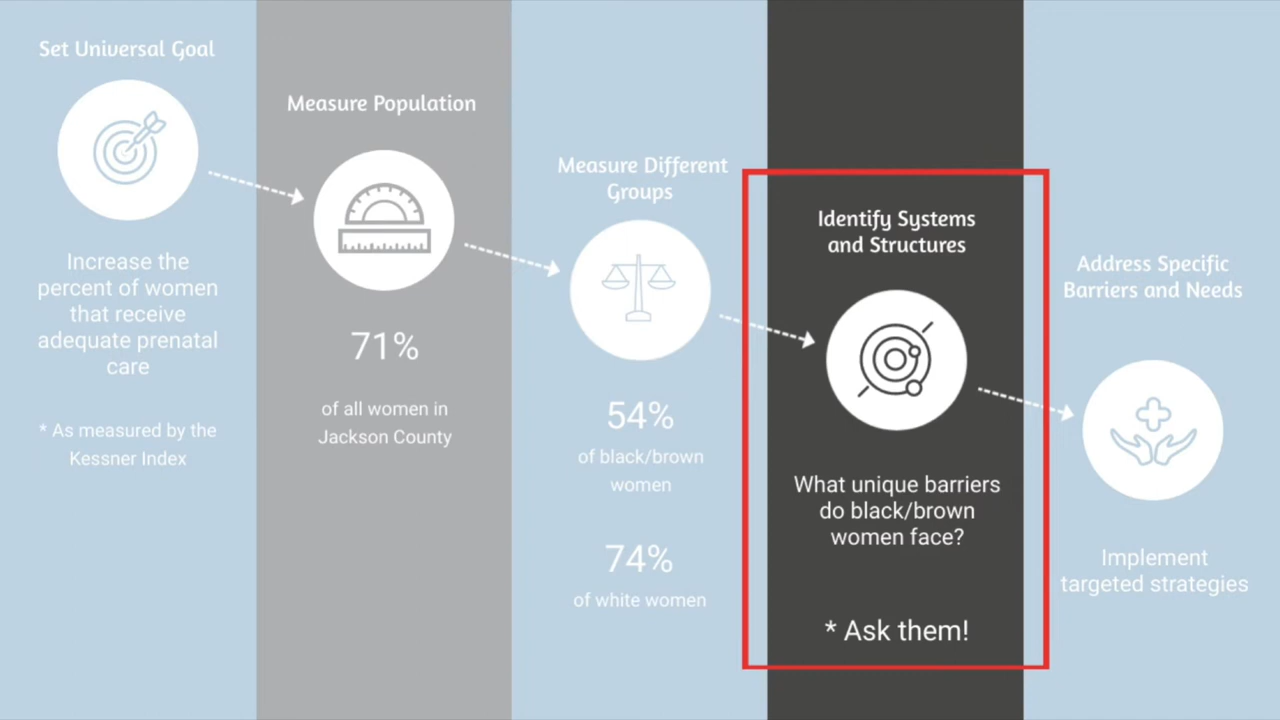 Set Universal Goal
Increase the
percent of women
that receive
adequate prenatal
care
* As measured by the
Kessner Index
Measure Population
71%
of all women in
Jackson County
Measure Different
Groups
54%
of black/brown
women
74%
of white women
Identify Systems
and Structures
What unique barriers
do black/brown
women face?
* Ask them!
Address Specific
Barriers and Needs
Implement
targeted strategies